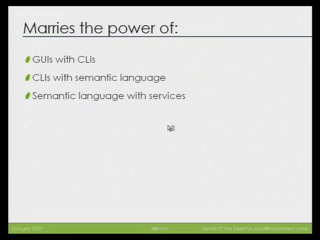 Marries the power of:
GUIs with CLIs
CLIs with semantic language
Semantic language with services